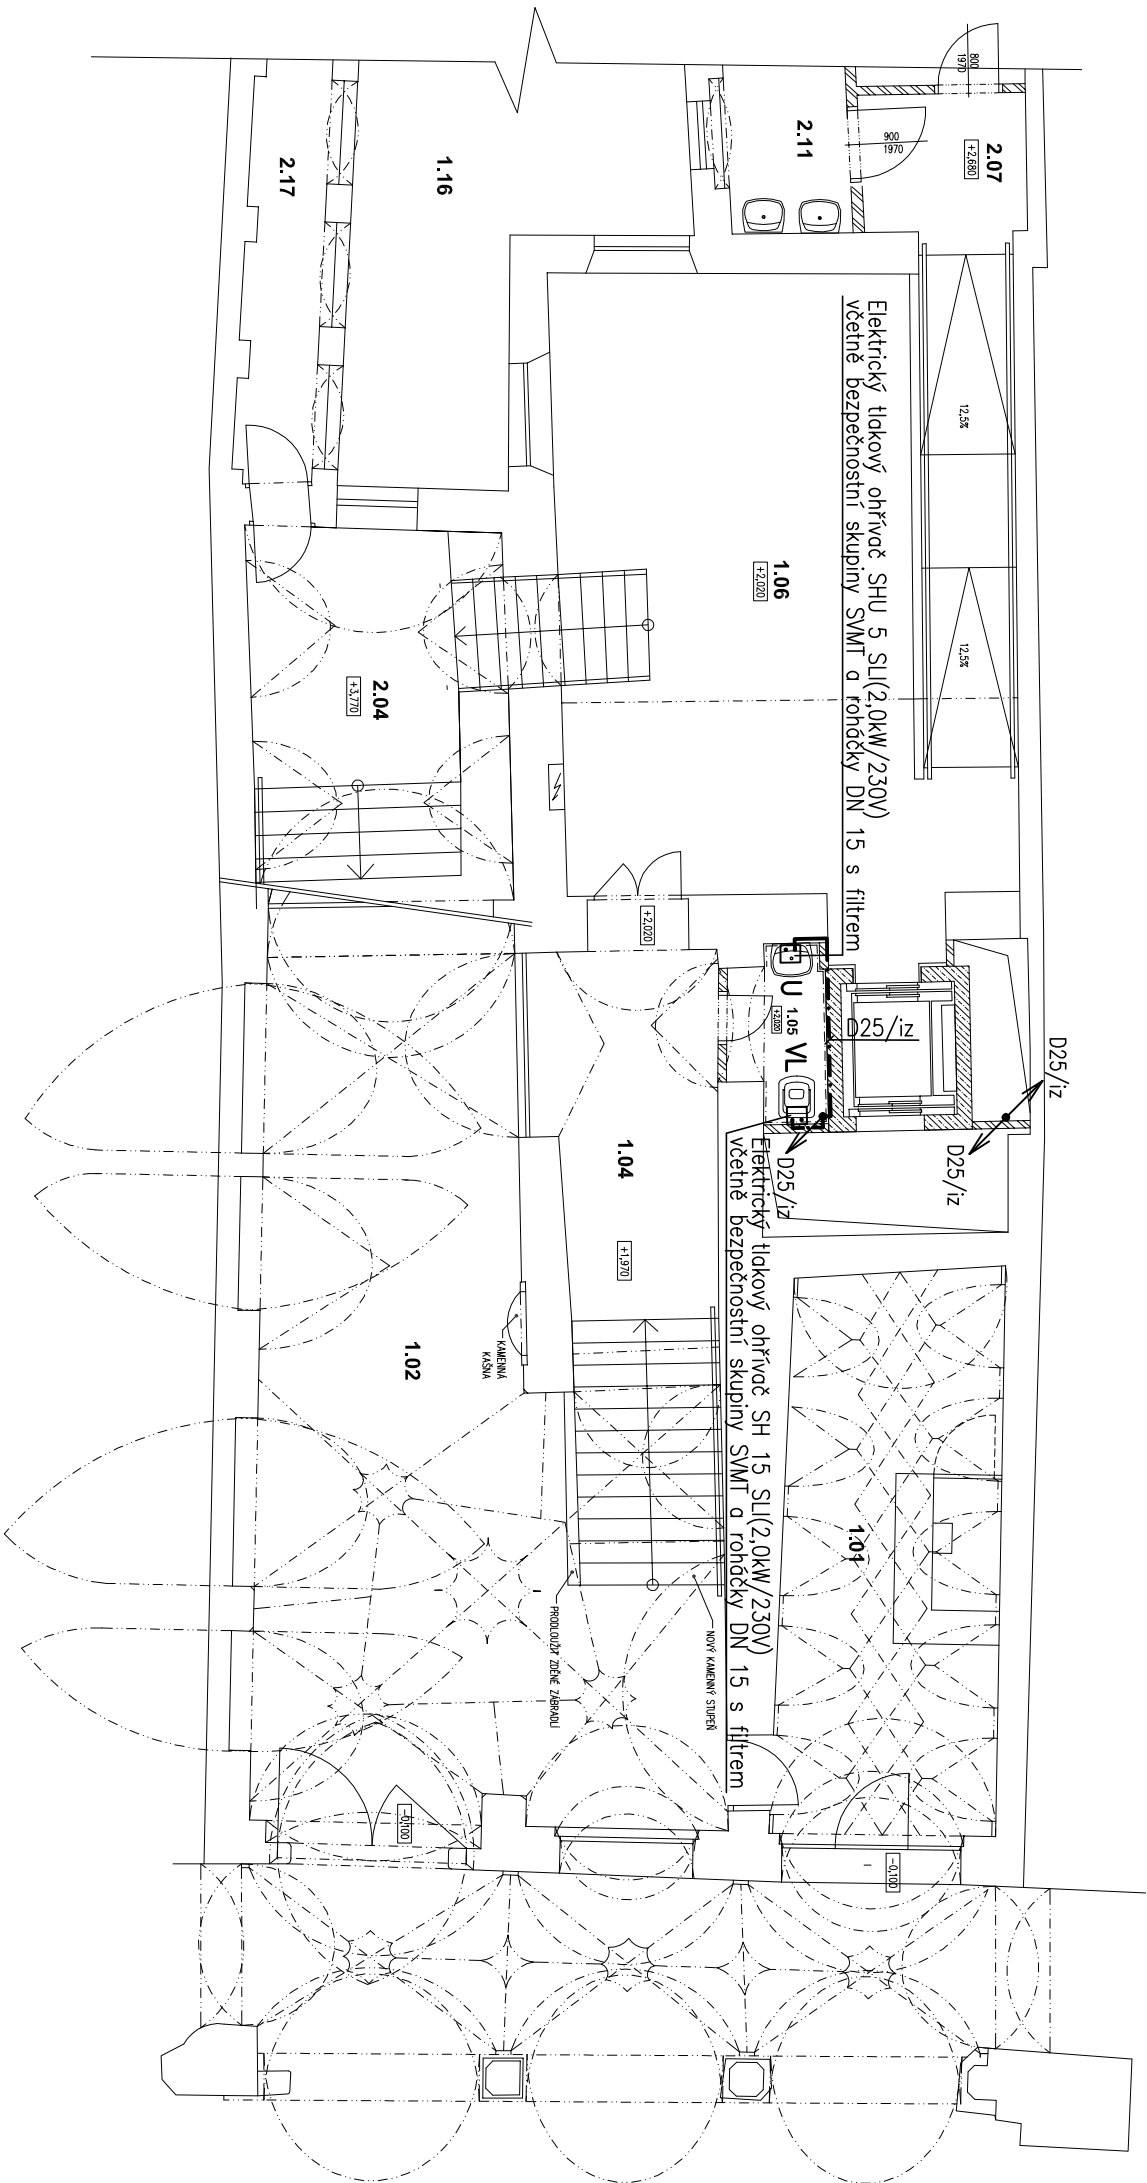 800
1970
2.07
+2,680
900
1970
2.11
1.16
2.17
12,5%
12,5%
Elektrický tlakový ohřívač SHU 5 SLI(2,0kW/230V)
včetně bezpečnostní skupiny SVMT a roháčky DN 15 s filtrem
1.06
+2,020
2.04
+3,770
+2,020
U
1.05
+2,020
VL
D25/iz
D25/iz
D25/iz
D25/iz
Elektrický tlakový ohřívač SH 15 SLI(2,0kW/230V)
včetně bezpečnostní skupiny SVMT a roháčky DN 15 s filtrem
1.04
+1,970
KAMENNÁ
KAŠNA
1.02
1.01
NOVÝ KAMENNÝ STUPEŇ
PRODLOUŽIT ZDĚNÉ ZÁBRADLÍ
-0,100
-0,100